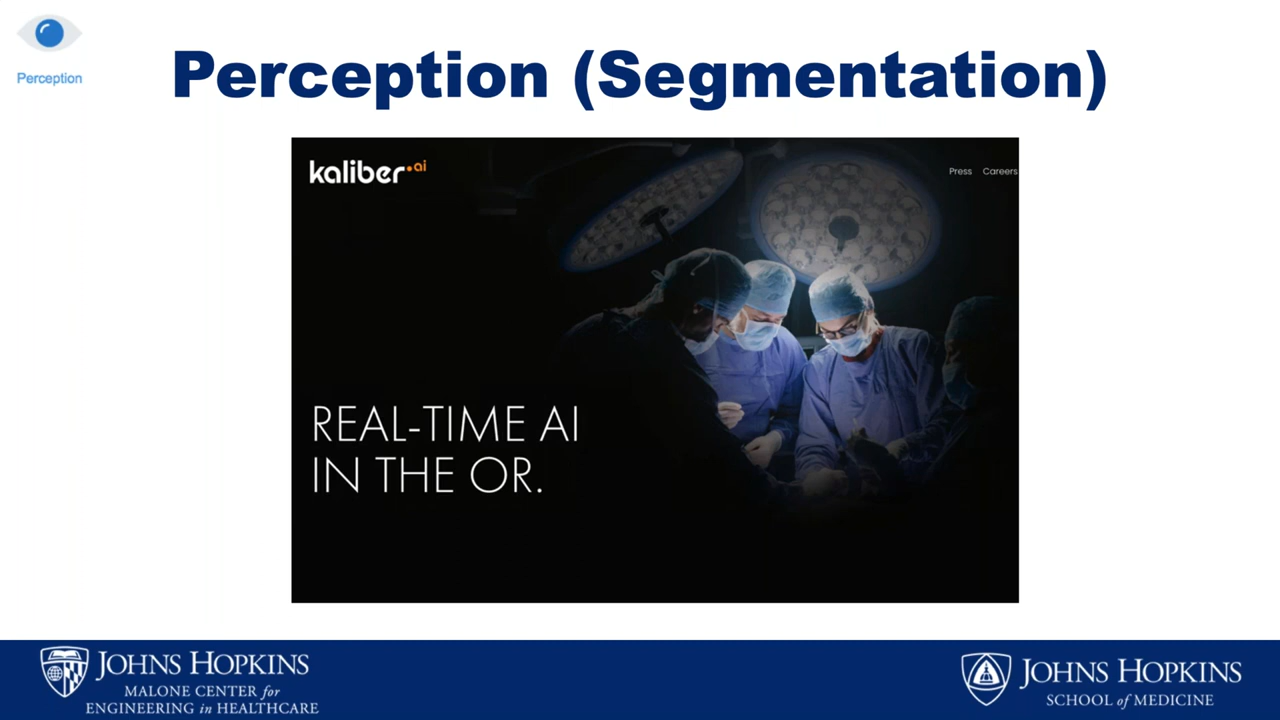 Perception
Perception (Segmentation)
kaliber.ai
Press Careers
REAL-TIME AI
IN THE OR.
JOHNS HOPKINS
MALONE CENTER for
ENGINEERING in HEALTHCARE
JOHNS HOPKINS
SCHOOL of MEDICINE